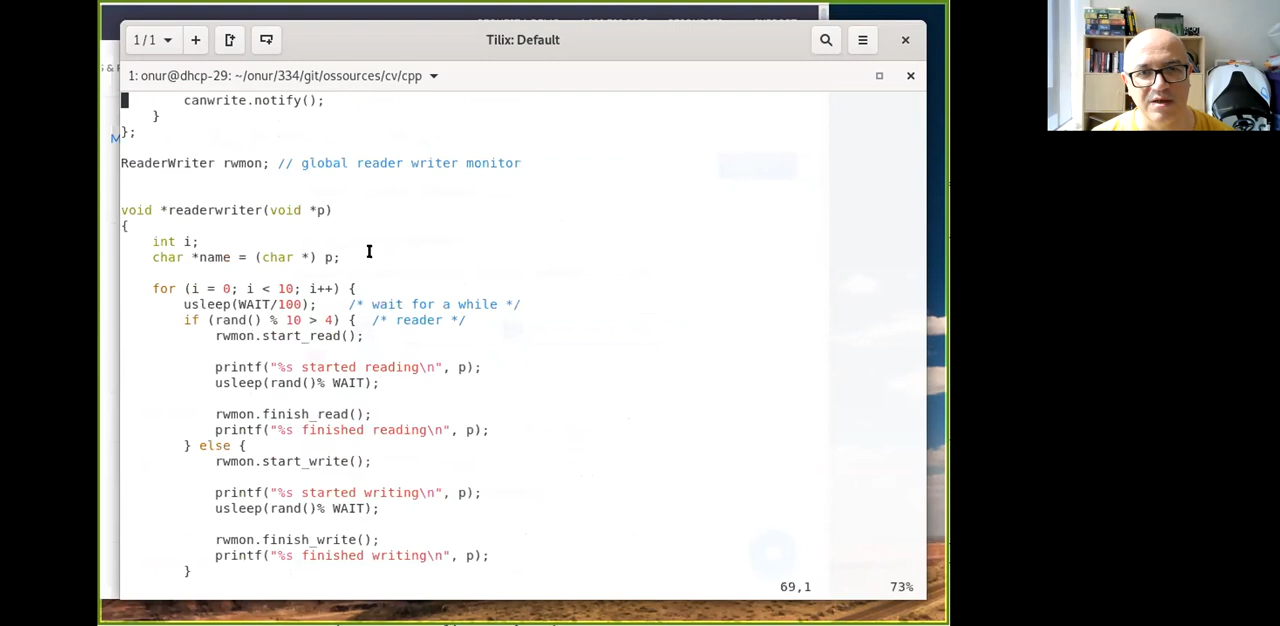 1 / 1
Tilix: Default
1: onur@dhcp-29: ~/onur/334/git/ossources/cv/cpp
canwrite.notify();
}
};
ReaderWriter rwmon; // global reader writer monitor
void *readerwriter(void *p)
{
int i;
char *name = (char *) p;
for (i = 0; i < 10; i++) {
usleep(WAIT/100); /* wait for a while */
if (rand() % 10 > 4) { /* reader */
rwmon.start_read();
printf("%s started reading\n", p);
usleep(rand()% WAIT);
rwmon.finish_read();
printf("%s finished reading\n", p);
} else {
rwmon.start_write();
printf("%s started writing\n", p);
usleep(rand()% WAIT);
rwmon.finish_write();
printf("%s finished writing\n", p);
}
69,1 73%